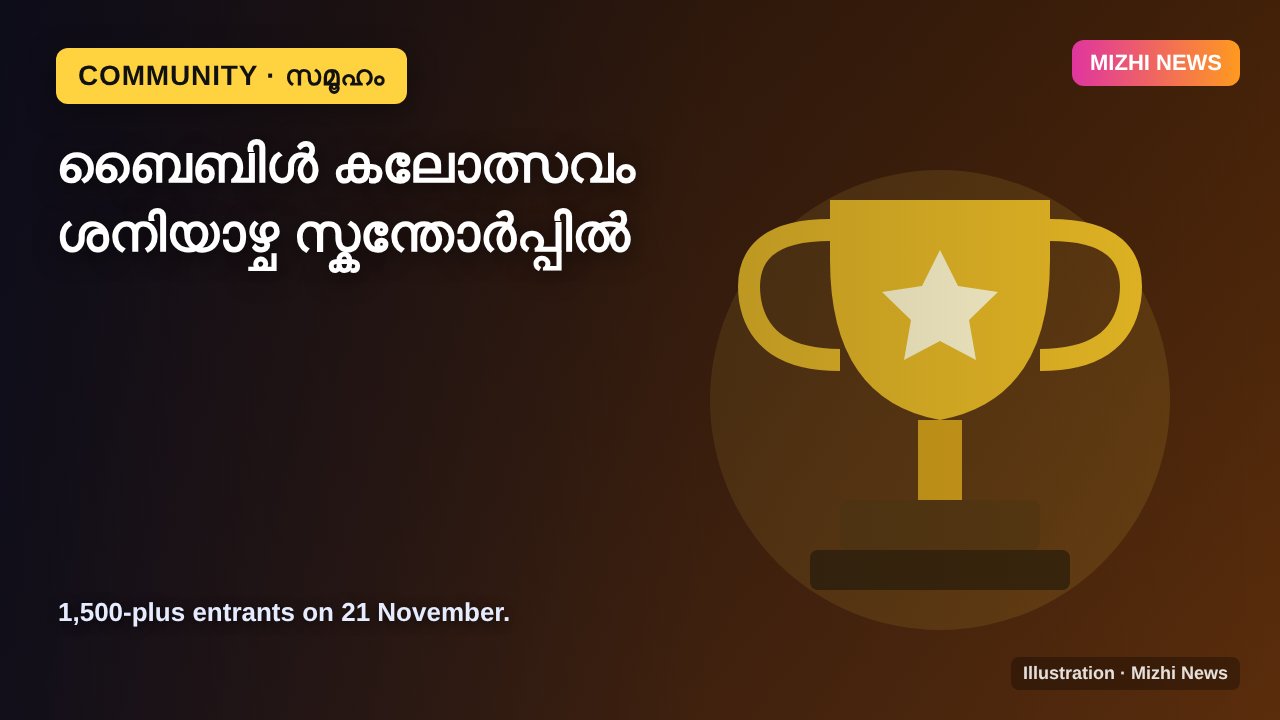 COMMUNITY · സമൂഹം
MIZHI NEWS
ബൈബിൾ കലോത്സവം
ശനിയാഴ്ച സ്കന്തോർപ്പിൽ
1,500-plus entrants on 21 November.
Illustration · Mizhi News